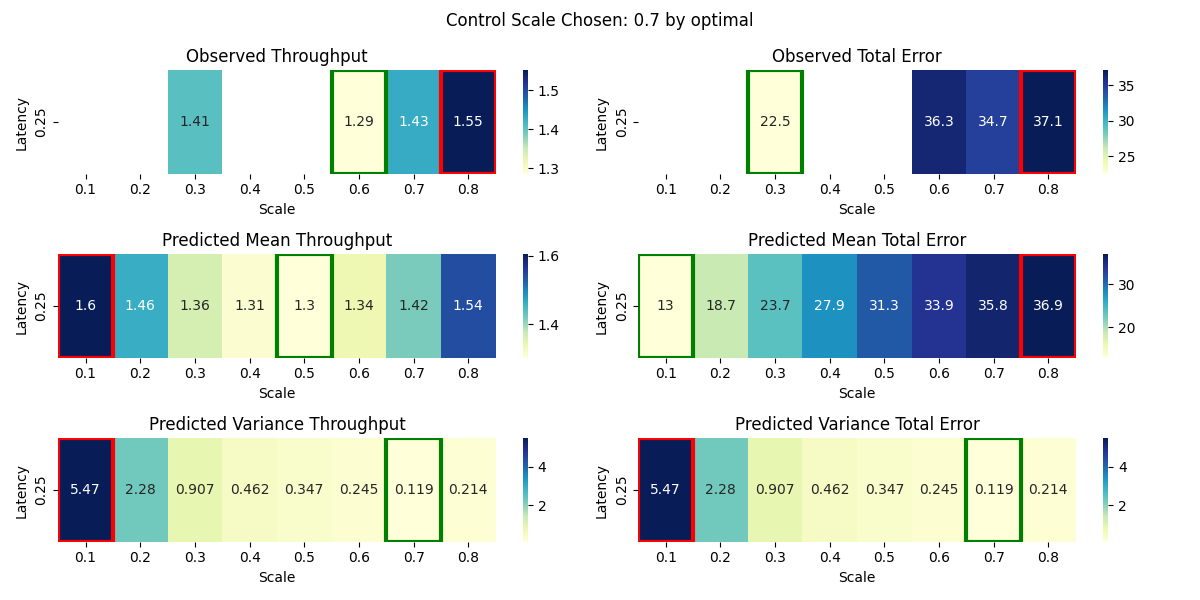 Control Scale Chosen: 0.7 by optimal
Observed Throughput
Latency
0.25
1.41
1.29
1.43
1.55
0.1 0.2 0.3 0.4 0.5 0.6 0.7 0.8
Scale
1.5
1.4
1.3
Observed Total Error
Latency
0.25
22.5
36.3
34.7
37.1
0.1 0.2 0.3 0.4 0.5 0.6 0.7 0.8
Scale
35
30
25
Predicted Mean Throughput
Latency
0.25
1.6 1.46 1.36 1.31 1.3 1.34 1.42 1.54
0.1 0.2 0.3 0.4 0.5 0.6 0.7 0.8
Scale
1.6
1.4
Predicted Mean Total Error
Latency
0.25
13 18.7 23.7 27.9 31.3 33.9 35.8 36.9
0.1 0.2 0.3 0.4 0.5 0.6 0.7 0.8
Scale
30
20
Predicted Variance Throughput
Latency
0.25
5.47 2.28 0.907 0.462 0.347 0.245 0.119 0.214
0.1 0.2 0.3 0.4 0.5 0.6 0.7 0.8
Scale
4
2
Predicted Variance Total Error
Latency
0.25
5.47 2.28 0.907 0.462 0.347 0.245 0.119 0.214
0.1 0.2 0.3 0.4 0.5 0.6 0.7 0.8
Scale
4
2